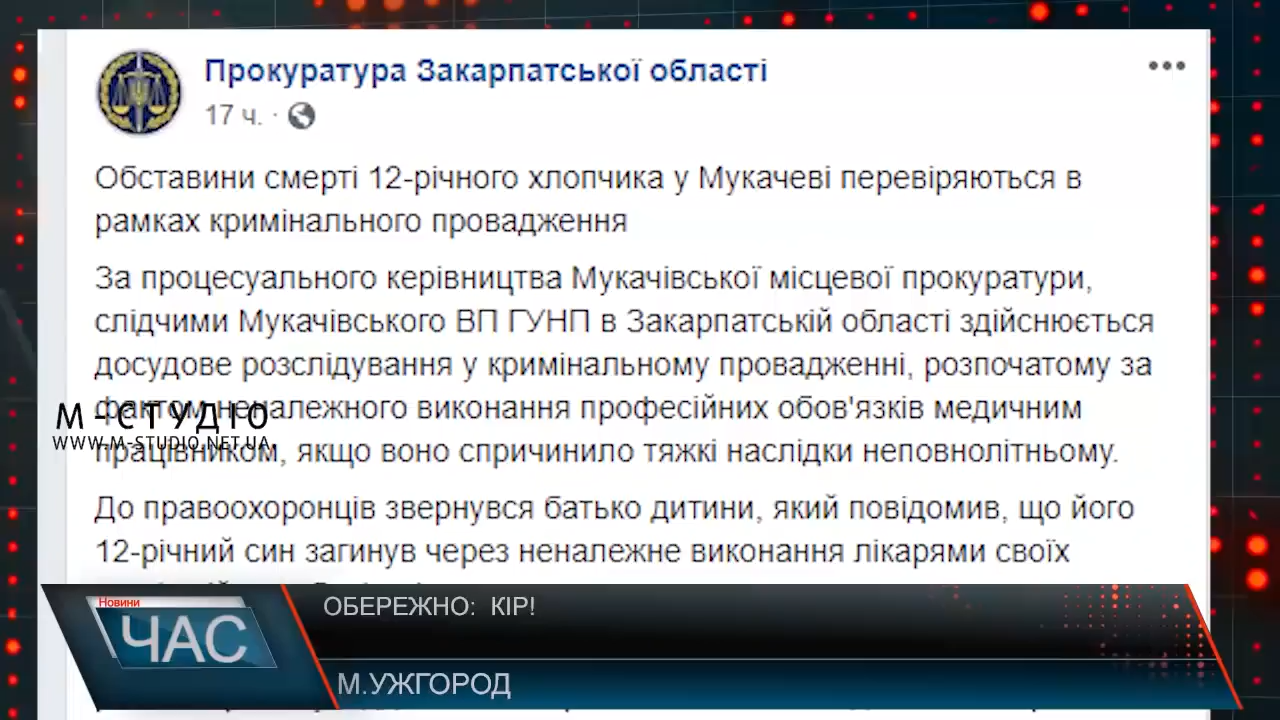 Прокуратура Закарпатської області
17 ч. ·
Обставини смерті 12-річного хлопчика у Мукачеві перевіряються в
рамках кримінального провадження
За процесуального керівництва Мукачівської місцевої прокуратури,
слідчими Мукачівського ВП ГУНП в Закарпатській області здійснюється
досудове розслідування у кримінальному провадженні, розпочатому за
фактом неналежного виконання професійних обов'язків медичним
працівником, якщо воно спричинило тяжкі наслідки неповнолітньому.
М-СТУДІО
WWW.M-STUDIO.NET.UA
До правоохоронців звернувся батько дитини, який повідомив, що його
12-річний син загинув через неналежне виконання лікарями своїх
Новини
ЧАС
ОБЕРЕЖНО: КІР!
М.УЖГОРОД